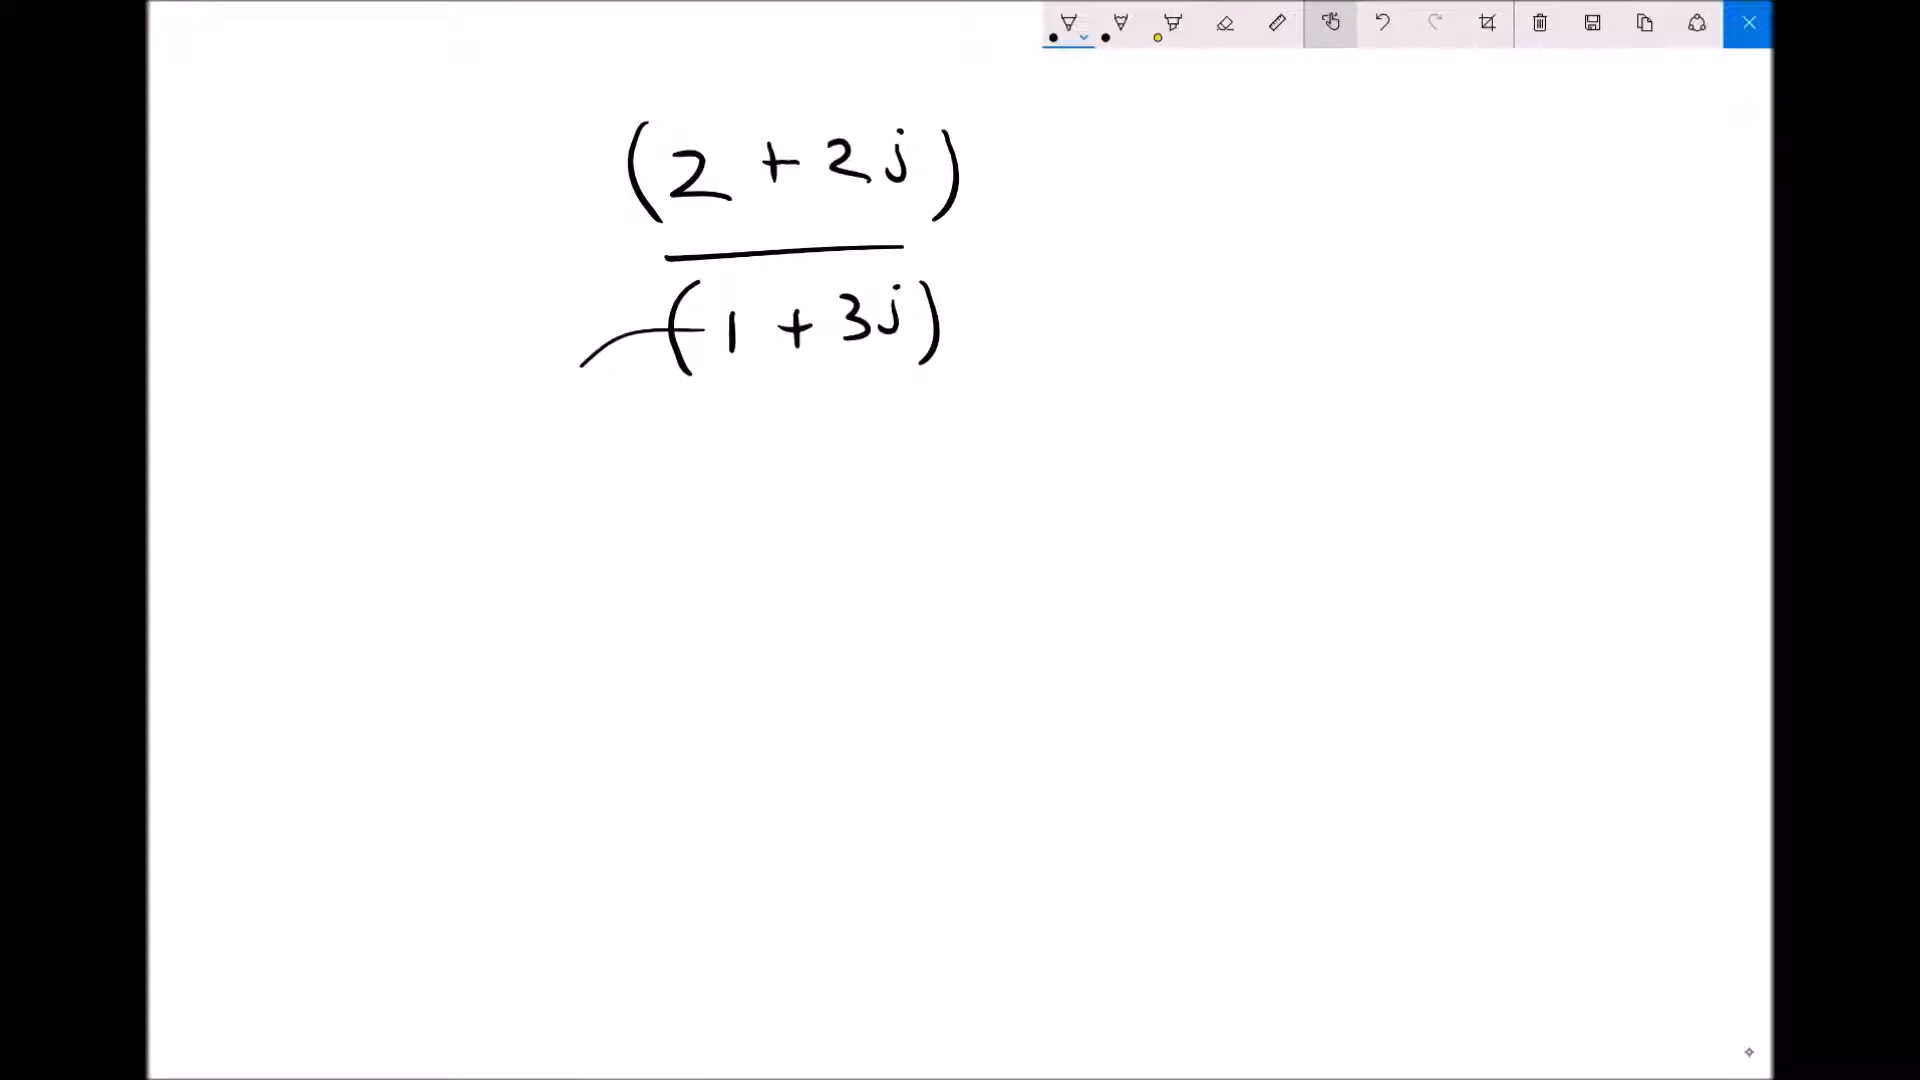 (2 + 2j)
(1 + 3j)